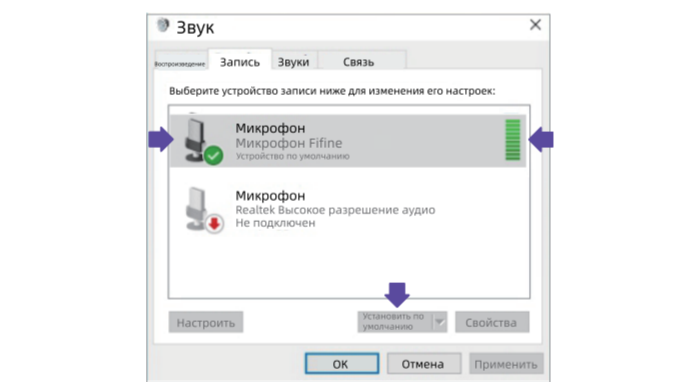 Звук
Воспроизведение Запись Звуки Связь
Выберите устройство записи ниже для изменения его настроек:
Микрофон
Микрофон Fifine
Устройство по умолчанию
Микрофон
Realtek Высокое разрешение аудио
Не подключен
Настроить
Установить по
умолчанию
Свойства
OK Отмена Применить